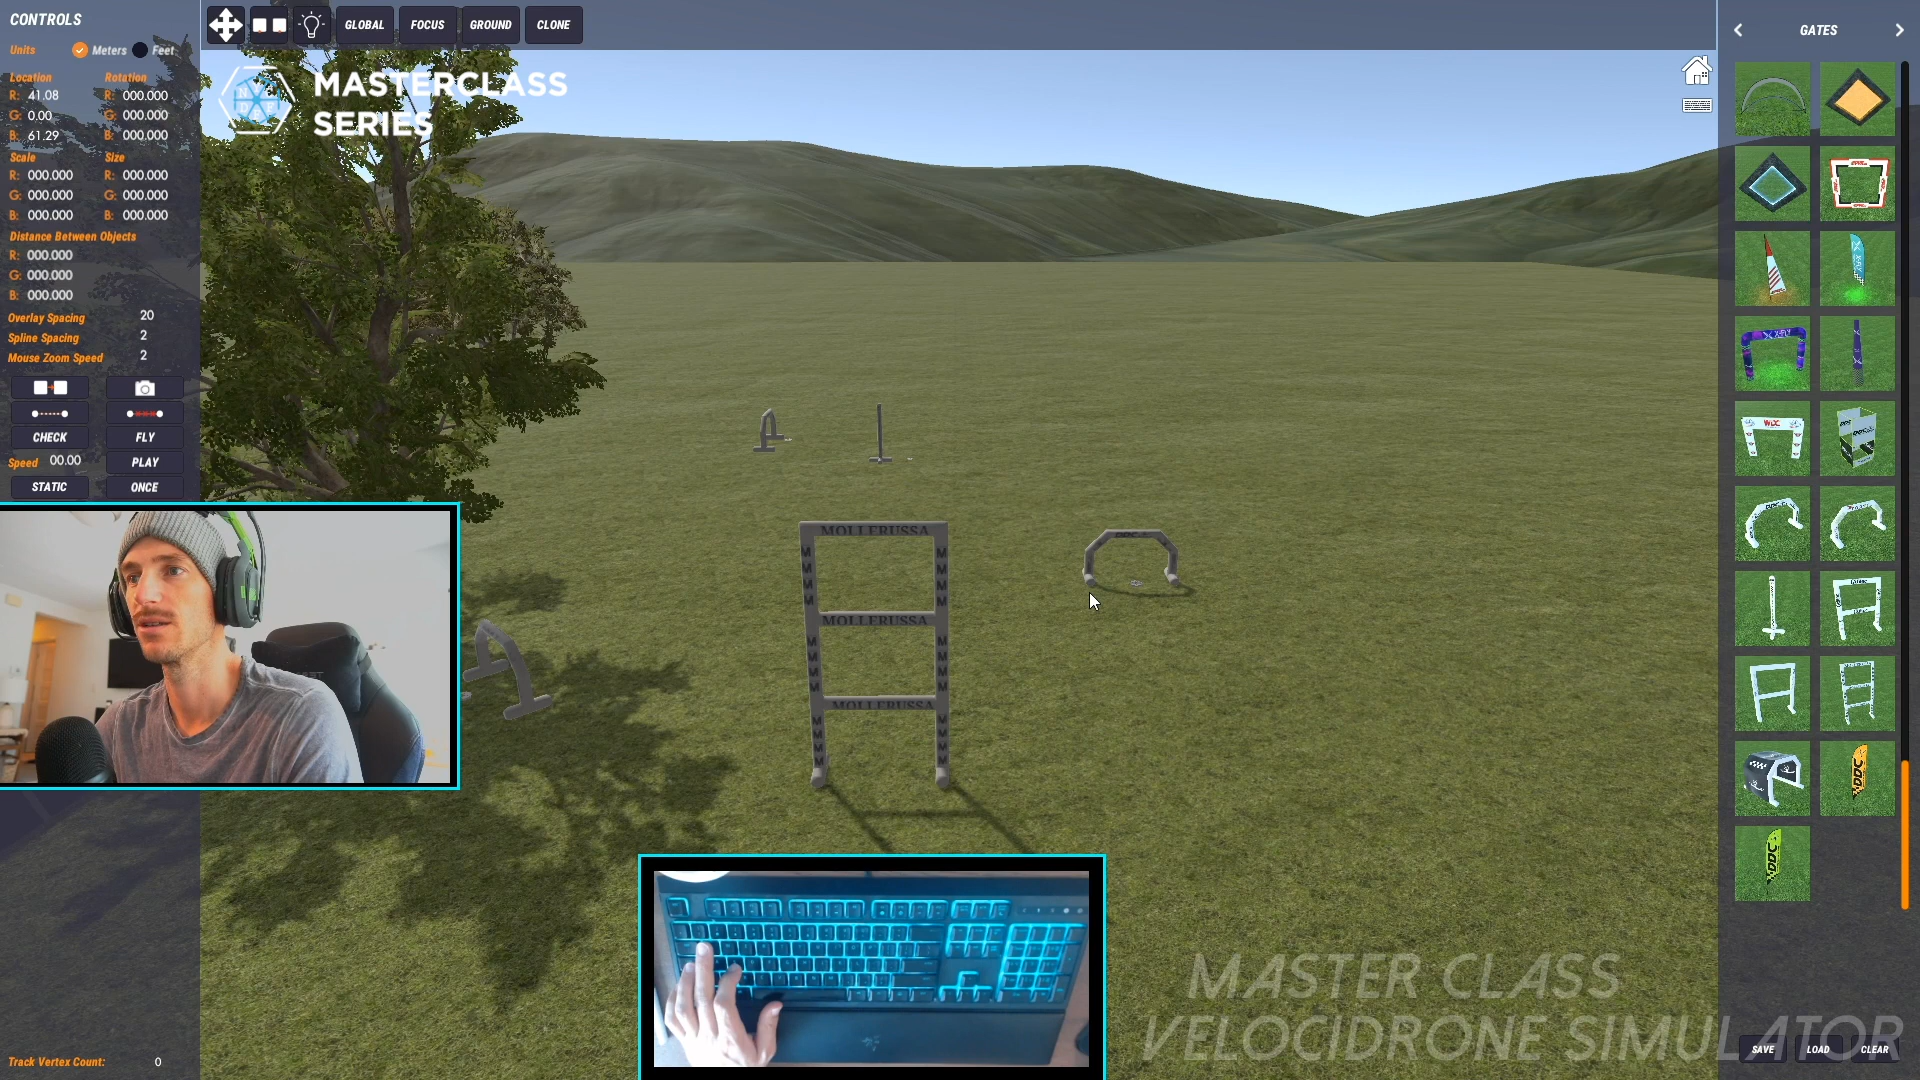 CONTROLS
Units Meters Feet
Location Rotation
R: 41.08 R: 000.000
G: 0.00 G: 000.000
B: 61.29 B: 000.000
Scale Size
R: 000.000 R: 000.000
G: 000.000 G: 000.000
B: 000.000 B: 000.000
Distance Between Objects
R: 000.000
G: 000.000
B: 000.000
Overlay Spacing 20
Spline Spacing 2
Mouse Zoom Speed 2
CHECK FLY
Speed 00.00 PLAY
STATIC ONCE
Track Vertex Count: 0
GLOBAL FOCUS GROUND CLONE
MASTERCLASS
SERIES
MOLLERUSSA
MOLLERUSSA
MOLLERUSSA
GATES
MASTER CLASS
VELOCIDRONE SIMULATOR
SAVE LOAD CLEAR